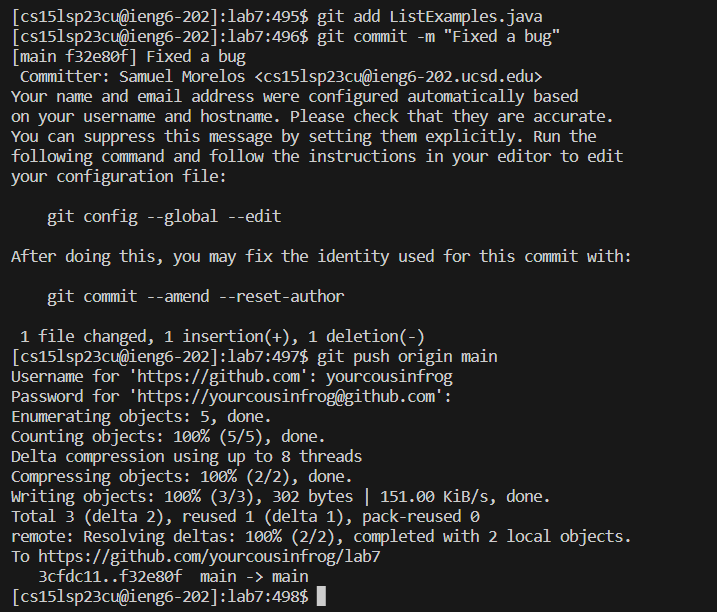 [cs15lsp23cu@ieng6-202]:lab7:495$ git add ListExamples.java
[cs15lsp23cu@ieng6-202]:lab7:496$ git commit -m "Fixed a bug"
[main f32e80f] Fixed a bug
 Committer: Samuel Morelos <cs15lsp23cu@ieng6-202.ucsd.edu>
Your name and email address were configured automatically based
on your username and hostname. Please check that they are accurate.
You can suppress this message by setting them explicitly. Run the
following command and follow the instructions in your editor to edit
your configuration file:

    git config --global --edit

After doing this, you may fix the identity used for this commit with:

    git commit --amend --reset-author

 1 file changed, 1 insertion(+), 1 deletion(-)
[cs15lsp23cu@ieng6-202]:lab7:497$ git push origin main
Username for 'https://github.com': yourcousinfrog
Password for 'https://yourcousinfrog@github.com':
Enumerating objects: 5, done.
Counting objects: 100% (5/5), done.
Delta compression using up to 8 threads
Compressing objects: 100% (2/2), done.
Writing objects: 100% (3/3), 302 bytes | 151.00 KiB/s, done.
Total 3 (delta 2), reused 1 (delta 1), pack-reused 0
remote: Resolving deltas: 100% (2/2), completed with 2 local objects.
To https://github.com/yourcousinfrog/lab7
   3cfdc11..f32e80f  main -> main
[cs15lsp23cu@ieng6-202]:lab7:498$